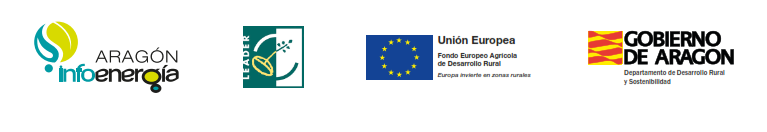 ARAGÓN
infoenergía
LEADER
Unión Europea
Fondo Europeo Agrícola
de Desarrollo Rural
Europa invierte en zonas rurales
GOBIERNO
DE ARAGON
Departamento de Desarrollo Rural
y Sostenibilidad